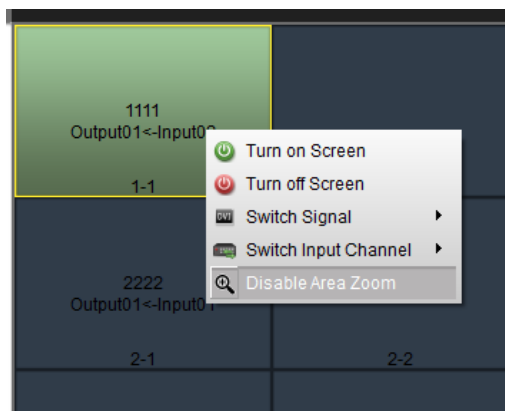 1111
Output01<-Input0
1-1
Turn on Screen
Turn off Screen
DVI Switch Signal
Switch Input Channel
Disable Area Zoom
2222
Output01<-Input01
2-1
2-2